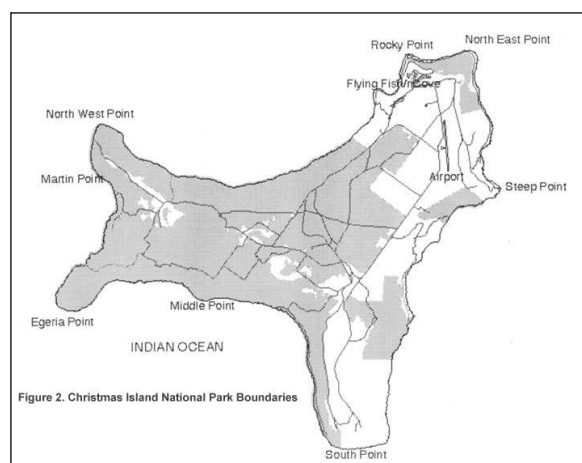 Rocky Point
North East Point
Flying Fish Cove
North West Point
Martin Point
Airport
Steep Point
Egeria Point
Middle Point
INDIAN OCEAN
Figure 2. Christmas Island National Park Boundaries
South Point